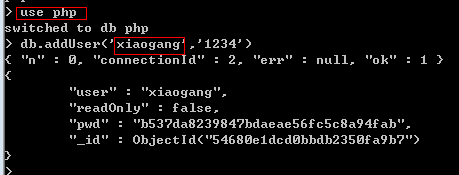 > use php
switched to db php
> db.addUser('xiaogang','1234')
{ "n" : 0, "connectionId" : 2, "err" : null, "ok" : 1 }
{
"user" : "xiaogang",
"readOnly" : false,
"pwd" : "b537da8239847bdaeae56fc5c8a94fab",
"_id" : ObjectId("54680e1dcd0bbdb2350fa9b7")
}
>